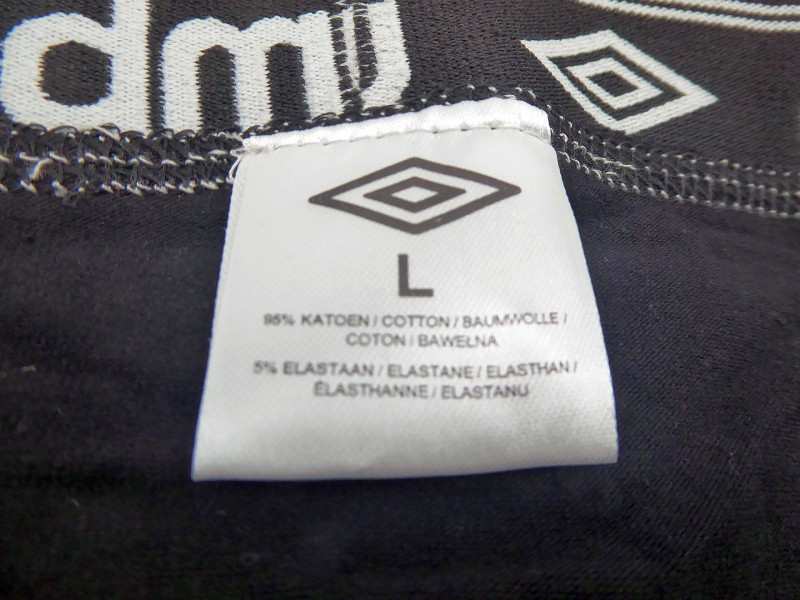 L
95% KATOEN / COTTON / BAUMWOLLE /
COTON / BAWEŁNA
5% ELASTAAN / ELASTANE / ELASTHAN /
ÉLASTHANNE / ELASTANU